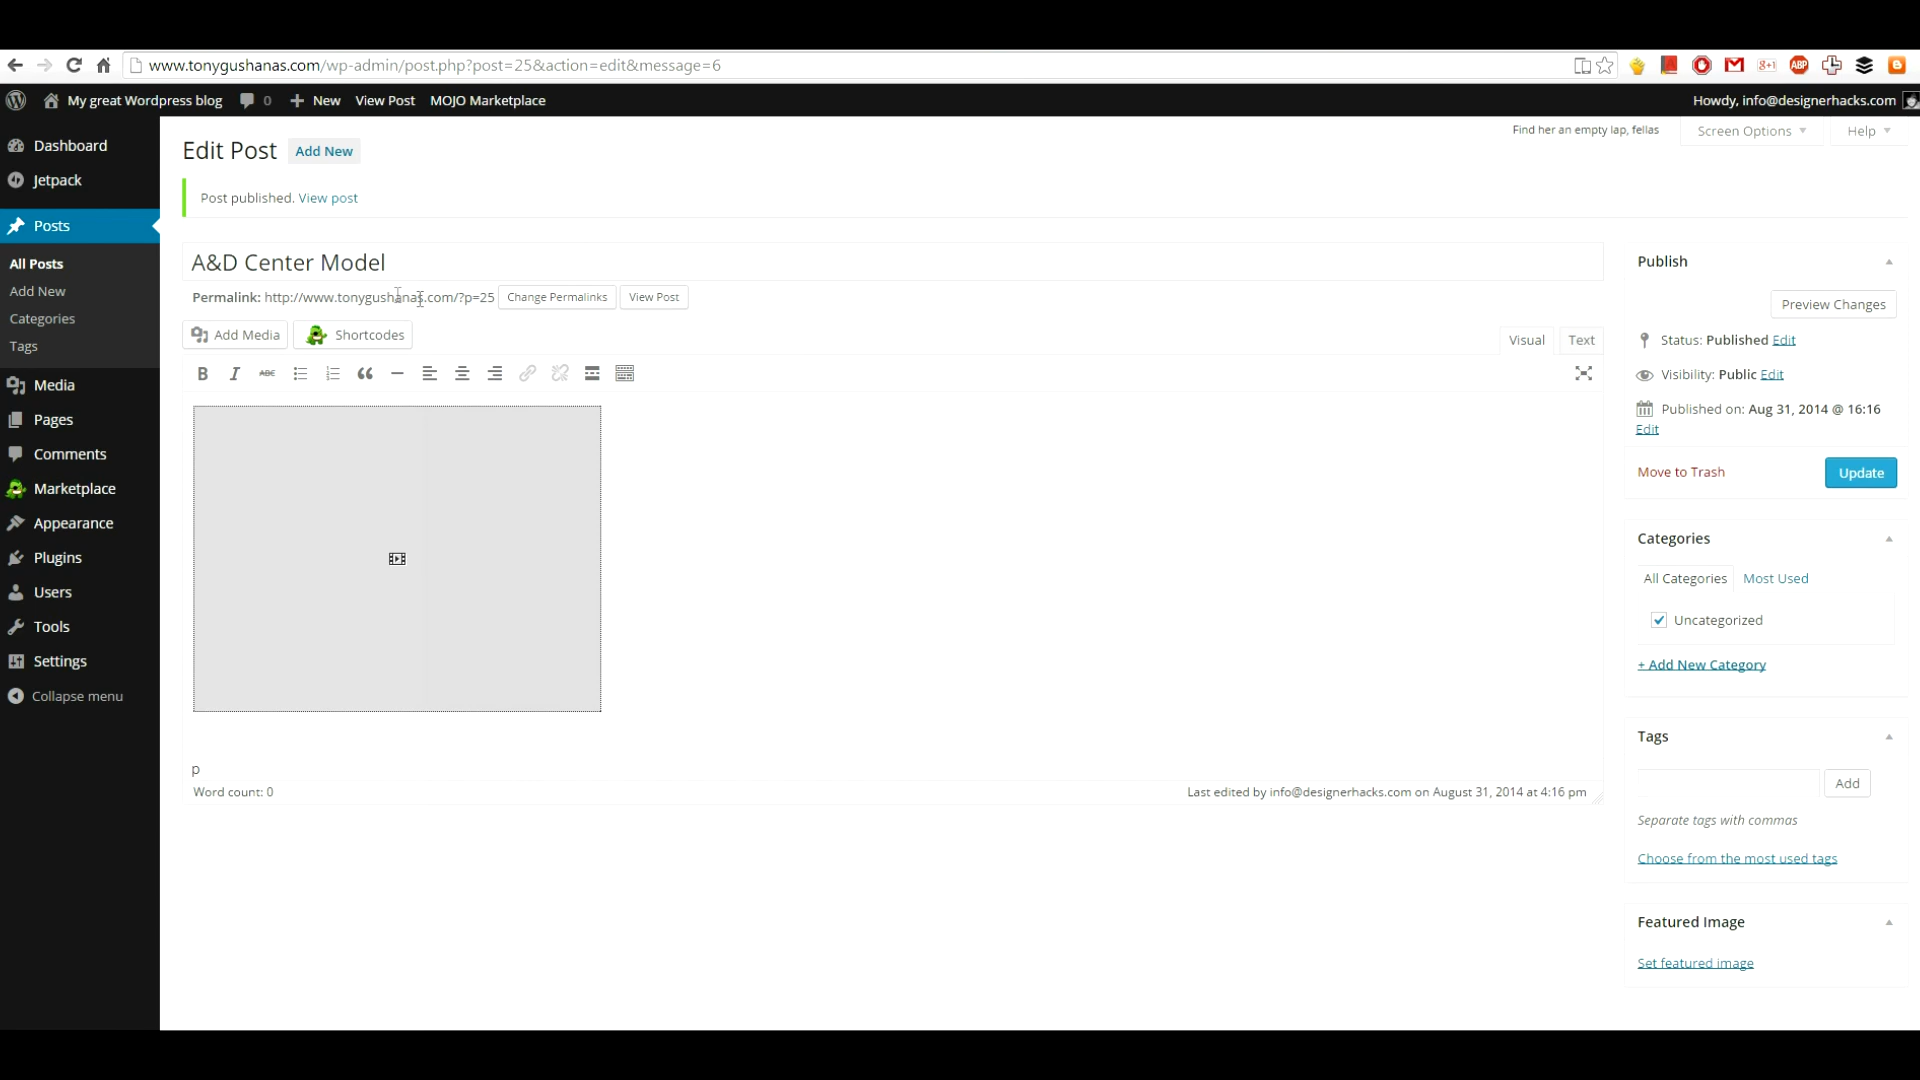 www.tonygushanas.com/wp-admin/post.php?post=25&action=edit&message=6
My great Wordpress blog 0 New View Post MOJO Marketplace Howdy, info@designerhacks.com
Find her an empty lap, fellas Screen Options Help
Dashboard
Jetpack
Posts
All Posts
Add New
Categories
Tags
Media
Pages
Comments
Marketplace
Appearance
Plugins
Users
Tools
Settings
Collapse menu
Edit Post Add New
Post published. View post
A&D Center Model
Permalink: http://www.tonygushanas.com/?p=25 Change Permalinks View Post
Add Media Shortcodes
Visual Text
B I ABC
p
Word count: 0 Last edited by info@designerhacks.com on August 31, 2014 at 4:16 pm
Publish
Preview Changes
Status: Published Edit
Visibility: Public Edit
Published on: Aug 31, 2014 @ 16:16
Edit
Move to Trash Update
Categories
All Categories Most Used
Uncategorized
+ Add New Category
Tags
Add
Separate tags with commas
Choose from the most used tags
Featured Image
Set featured image